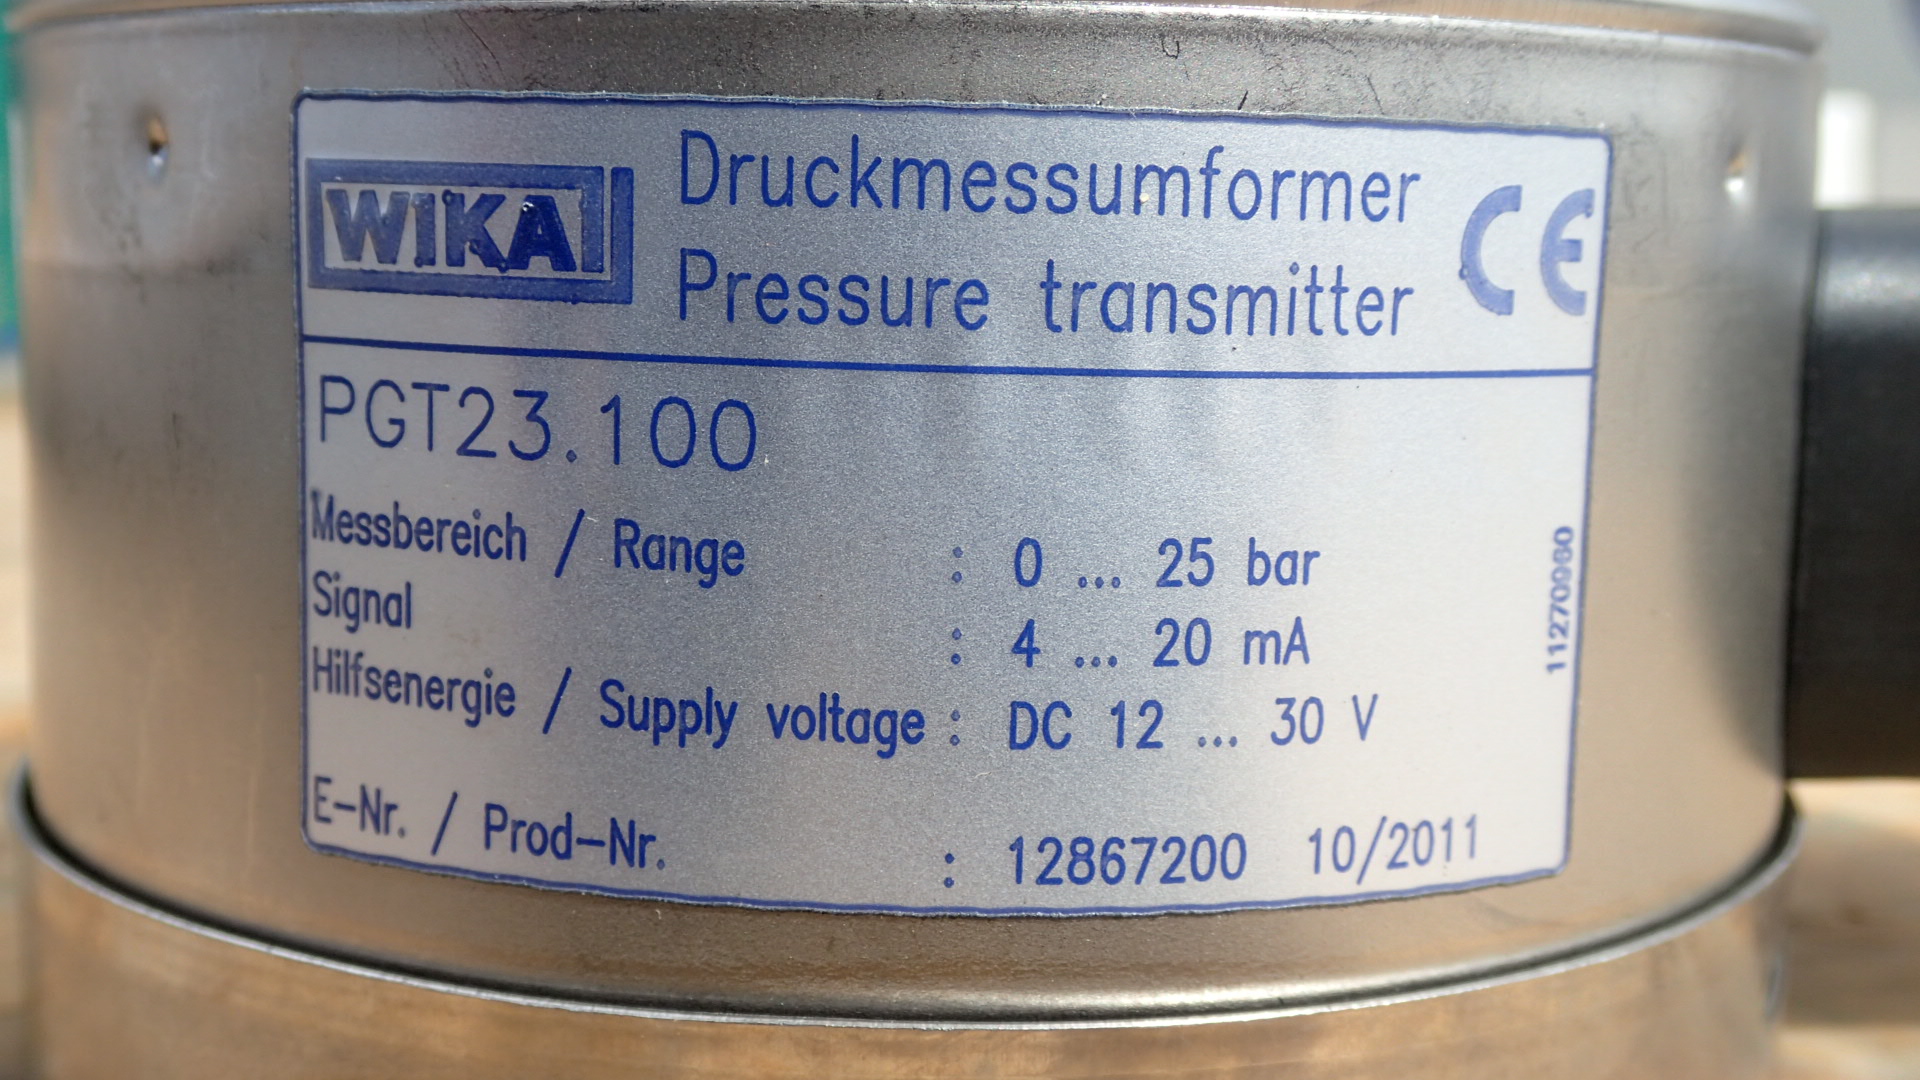 WIKA
Druckmessumformer
Pressure transmitter
CE
PGT23.100
Messbereich / Range : 0 ... 25 bar
Signal : 4 ... 20 mA
Hilfsenergie / Supply voltage : DC 12 ... 30 V
E-Nr. / Prod-Nr. : 12867200 10/2011
11270960